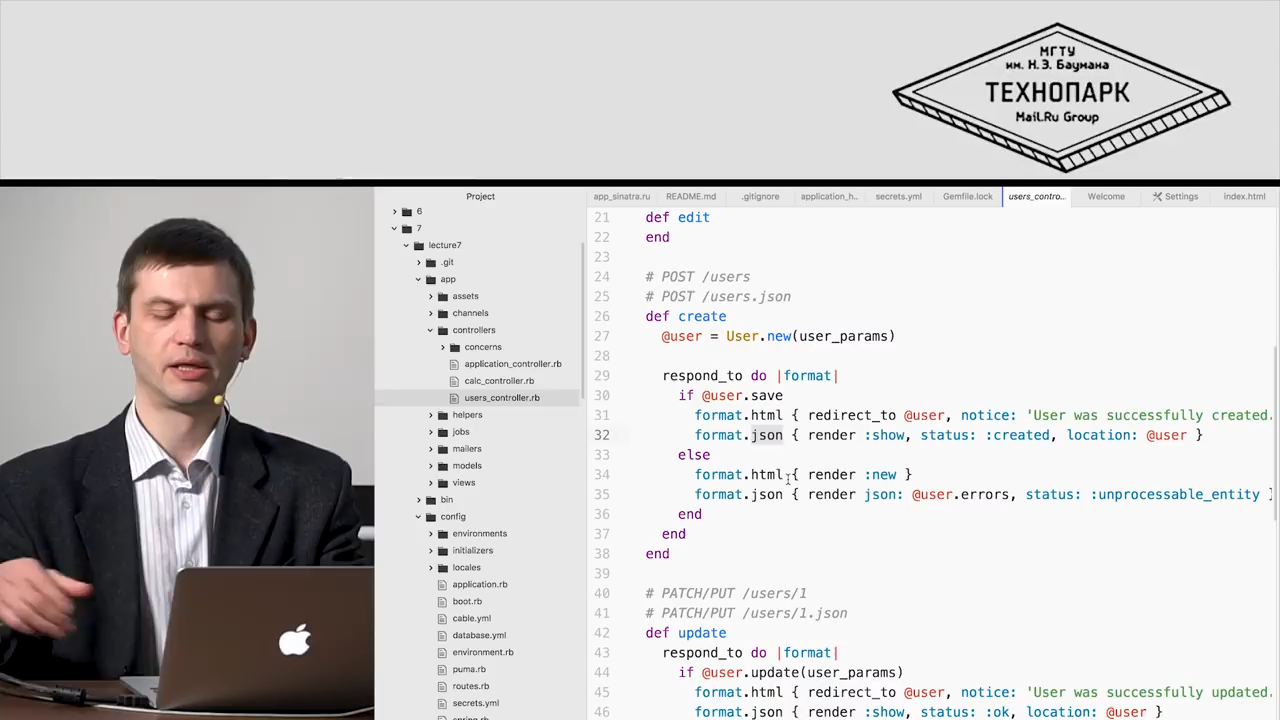 МГТУ
им. Н.Э. Баумана
ТЕХНОПАРК
Mail.Ru Group
Project
app_sinatra.ru
README.md
.gitignore
application_h..
secrets.yml
Gemfile.lock
users_contro...
Welcome
Settings
index.html
6
7
lecture7
.git
app
assets
channels
controllers
concerns
application_controller.rb
calc_controller.rb
users_controller.rb
helpers
jobs
mailers
models
views
bin
config
environments
initializers
locales
application.rb
boot.rb
cable.yml
database.yml
environment.rb
puma.rb
routes.rb
secrets.yml
spring.rb
21 def edit
22 end
23
24 # POST /users
25 # POST /users.json
26 def create
27 @user = User.new(user_params)
28
29 respond_to do |format|
30 if @user.save
31 format.html { redirect_to @user, notice: 'User was successfully created.
32 format.json { render :show, status: :created, location: @user }
33 else
34 format.html { render :new }
35 format.json { render json: @user.errors, status: :unprocessable_entity }
36 end
37 end
38 end
39
40 # PATCH/PUT /users/1
41 # PATCH/PUT /users/1.json
42 def update
43 respond_to do |format|
44 if @user.update(user_params)
45 format.html { redirect_to @user, notice: 'User was successfully updated.
46 format.json { render :show, status: :ok, location: @user }